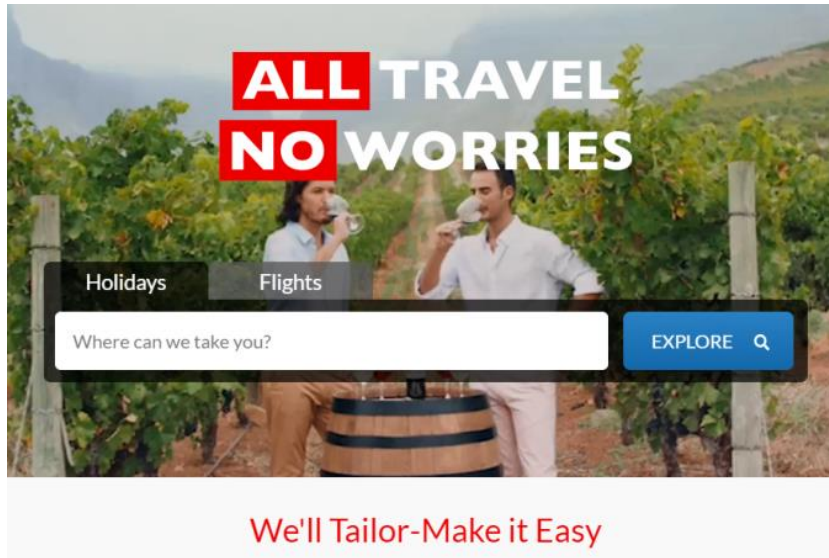 ALL TRAVEL
NO WORRIES
Holidays Flights
Where can we take you? EXPLORE
We'll Tailor-Make it Easy